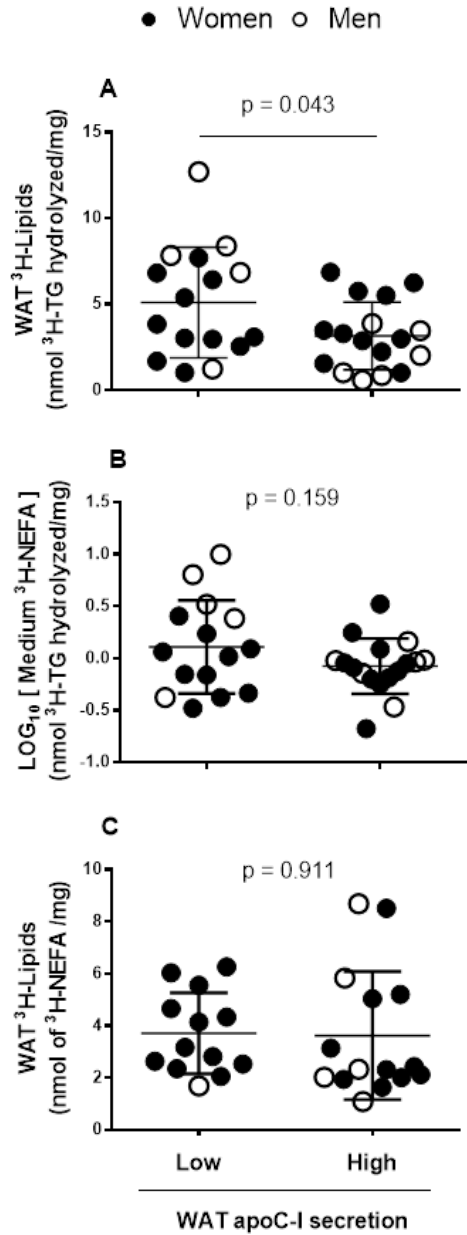 ● Women ○ Men
A
p = 0.043
WAT ³H-Lipids
(nmol ³H-TG hydrolyzed/mg)
15
10
5
0
B
p = 0.159
LOG₁₀ [ Medium ³H-NEFA ]
(nmol ³H-TG hydrolyzed/mg)
1.5
1.0
0.5
0.0
-0.5
-1.0
C
p = 0.911
WAT ³H-Lipids
(nmol of ³H-NEFA /mg)
10
8
6
4
2
0
Low High
WAT apoC-I secretion